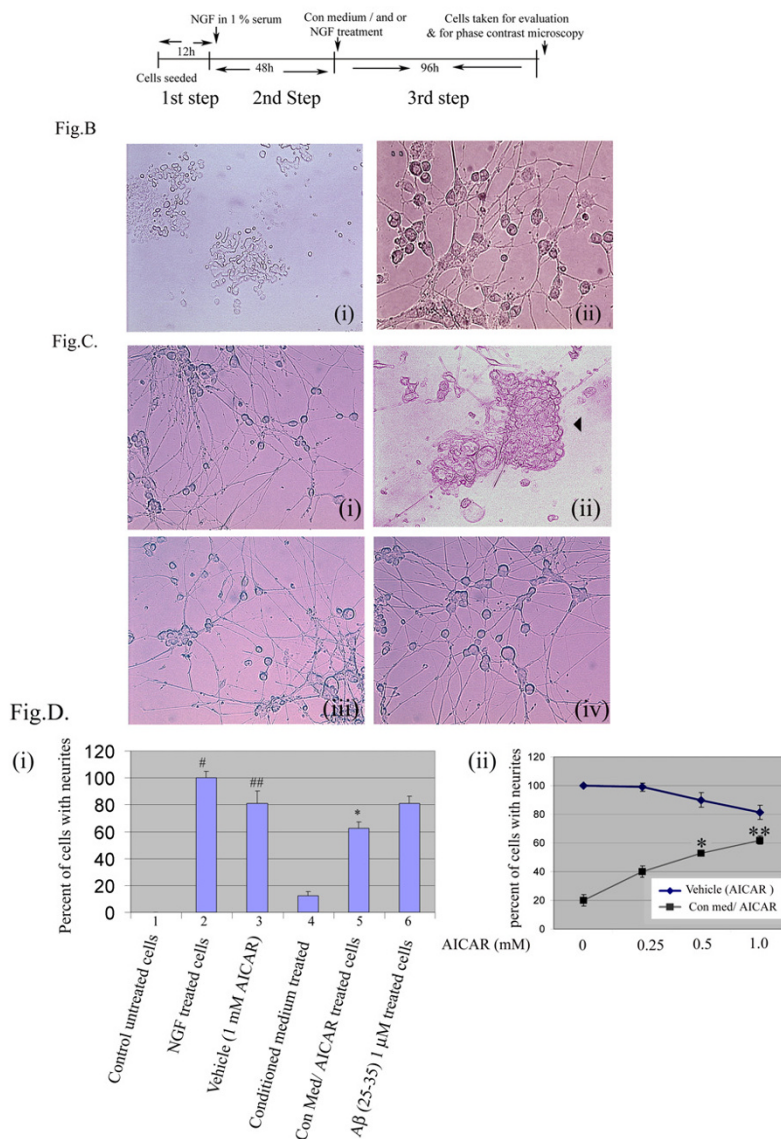 NGF in 1 % serum
Con medium / and or
NGF treatment
Cells taken for evaluation
& for phase contrast microscopy
12h
48h
96h
Cells seeded
1st step
2nd Step
3rd step
Fig.B
(i)
(ii)
Fig.C.
(i)
(ii)
(iii)
(iv)
Fig.D.
(i)
Percent of cells with neurites
120
100
80
60
40
20
0
#
##
*
1
2
3
4
5
6
Control untreated cells
NGF treated cells
Vehicle (1 mM AICAR)
Conditioned medium treated
Con Med/ AICAR treated cells
Aβ (25-35) 1 µM treated cells
(ii)
percent of cells with neurites
120
100
80
60
40
20
0
*
**
Vehicle (AICAR )
Con med/ AICAR
AICAR (mM)
0
0.25
0.5
1.0